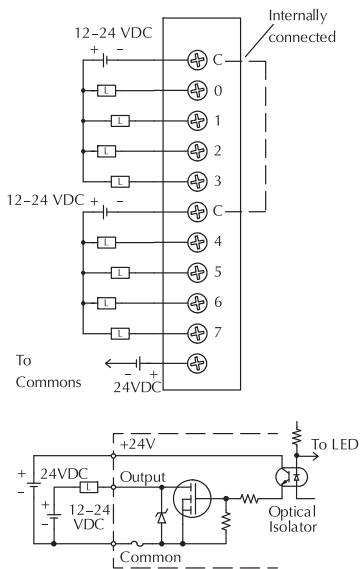 Internally
connected
12–24 VDC
+ –
C
L 0
L 1
L 2
L 3
12–24 VDC + –
C
L 4
L 5
L 6
L 7
To
Commons
– +
24VDC
+24V
To LED
+ 24VDC
–
Output
L
+ 12–24
– VDC
Optical
Isolator
Common